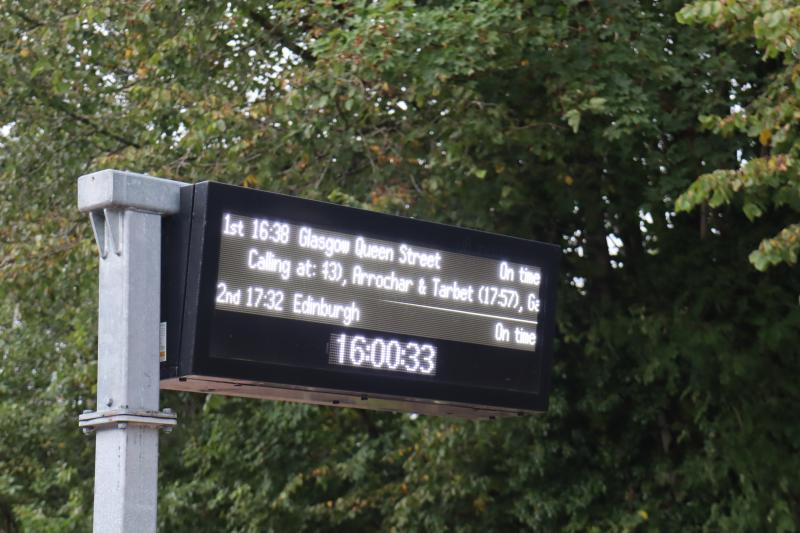 1st 16:38 Glasgow Queen Street On time
Calling at: 43), Arrochar & Tarbet (17:57), Ga
2nd 17:32 Edinburgh On time
16:00:33